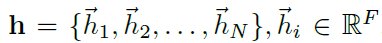 h = {h⃗₁, h⃗₂, . . . , h⃗_N}, h⃗ᵢ ∈ ℝ^F